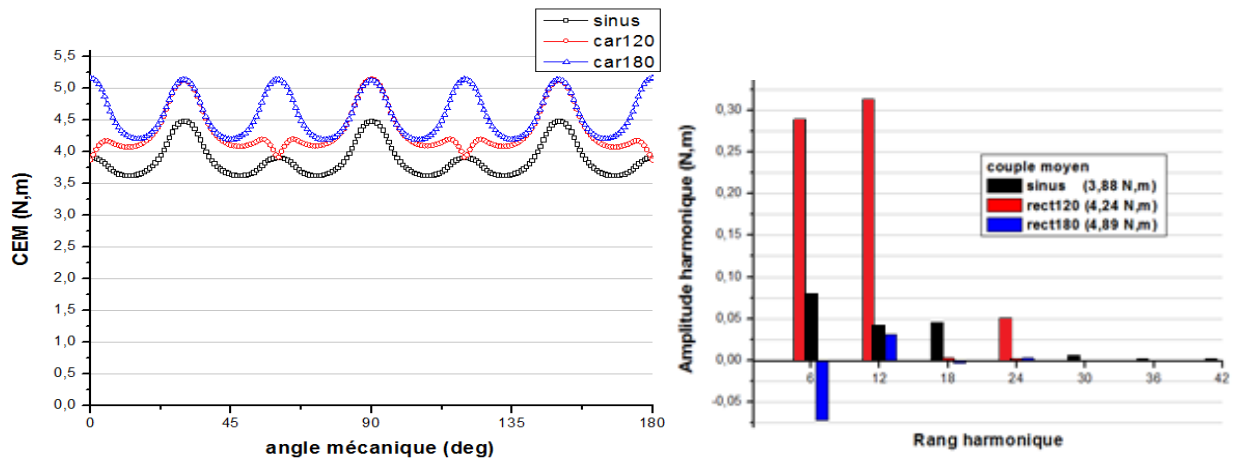 sinus
car120
car180
5,5
5,0
4,5
4,0
3,5
3,0
2,5
2,0
1,5
1,0
0,5
0,0
CEM (N,m)
0
45
90
135
180
angle mécanique (deg)
0,30
0,25
0,20
0,15
0,10
0,05
0,00
-0,05
Amplitude harmonique (N,m)
couple moyen
sinus (3,88 N,m)
rect120 (4,24 N,m)
rect180 (4,89 N,m)
6
12
18
24
30
36
42
Rang harmonique